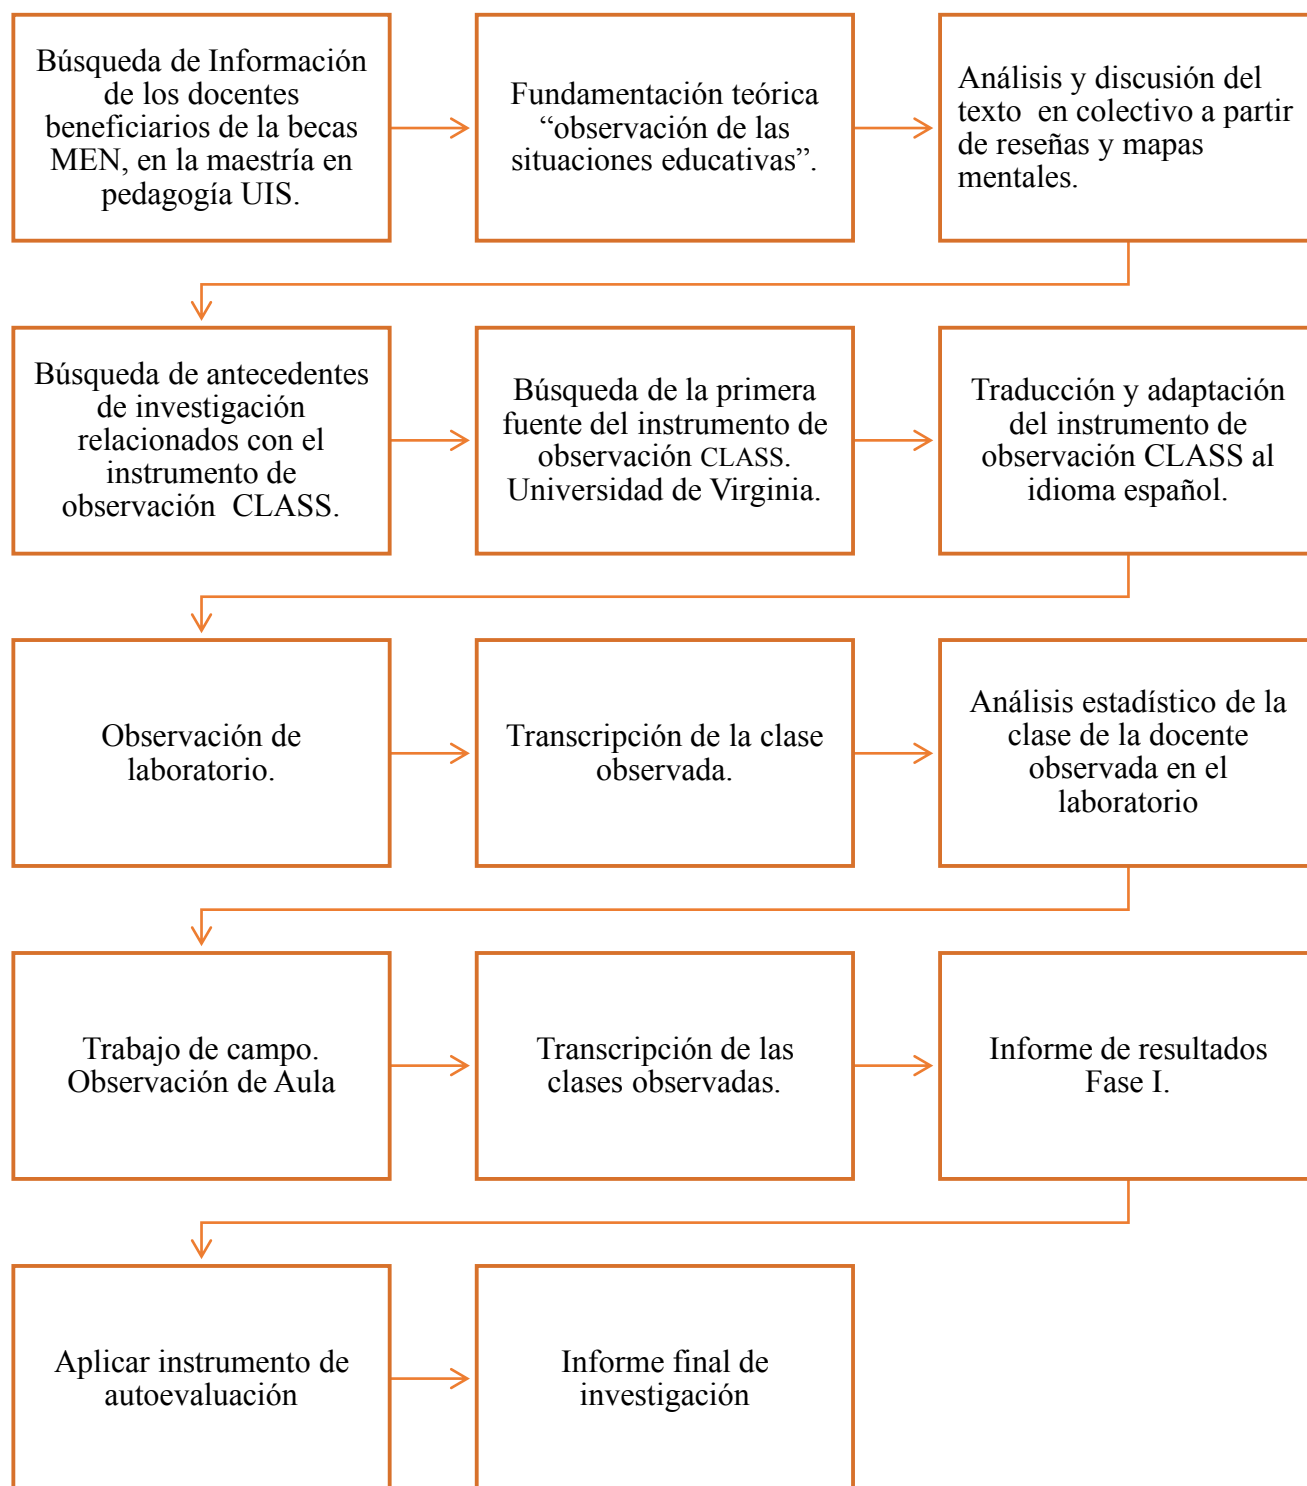 Búsqueda de Información
de los docentes
beneficiarios de la becas
MEN, en la maestría en
pedagogía UIS.
Fundamentación teórica
“observación de las
situaciones educativas”.
Análisis y discusión del
texto  en colectivo a partir
de reseñas y mapas
mentales.
Búsqueda de antecedentes
de investigación
relacionados con el
instrumento de
observación  CLASS.
Búsqueda de la primera
fuente del instrumento de
observación CLASS.
Universidad de Virginia.
Traducción y adaptación
del instrumento de
observación CLASS al
idioma español.
Observación de
laboratorio.
Transcripción de la clase
observada.
Análisis estadístico de la
clase de la docente
observada en el
laboratorio
Trabajo de campo.
Observación de Aula
Transcripción de las
clases observadas.
Informe de resultados
Fase I.
Aplicar instrumento de
autoevaluación
Informe final de
investigación